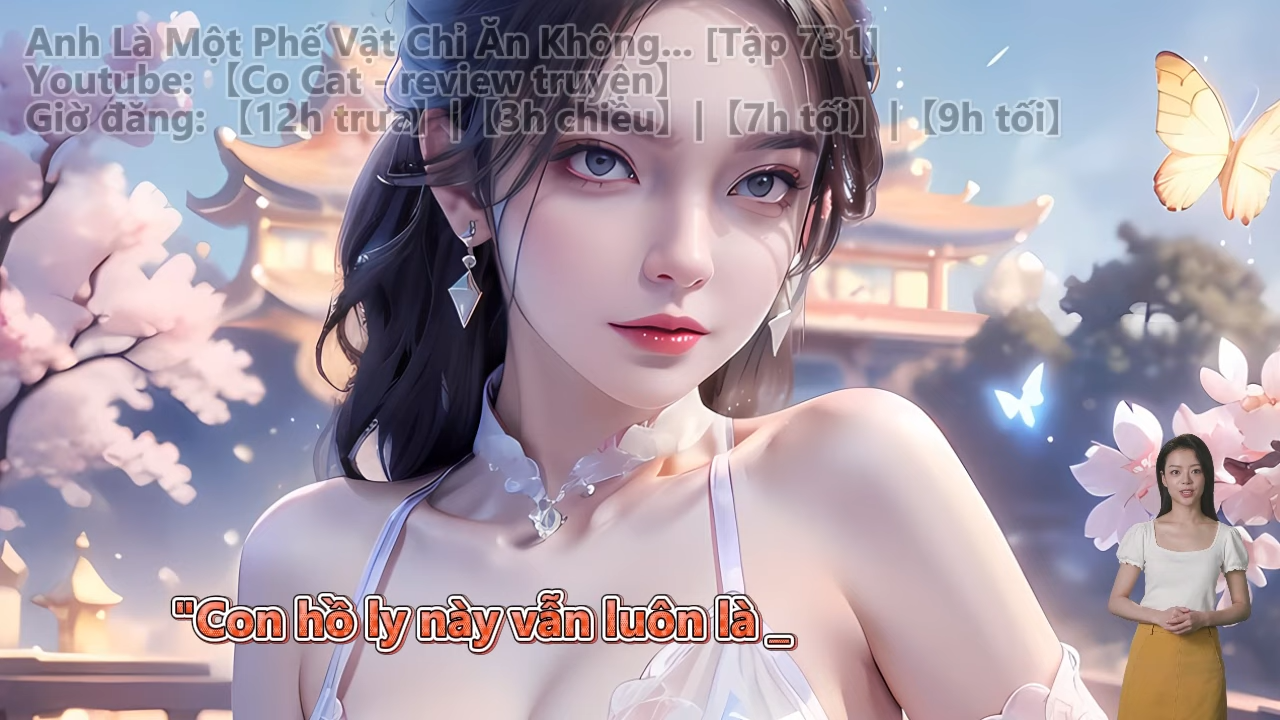 Anh Là Một Phế Vật Chỉ Ăn Không... [Tập 731]
Youtube: 【Co Cat - review truyện】
Giờ đăng: 【12h trưa】 | 【3h chiều】 | 【7h tối】 | 【9h tối】
"Con hồ ly này vẫn luôn là _